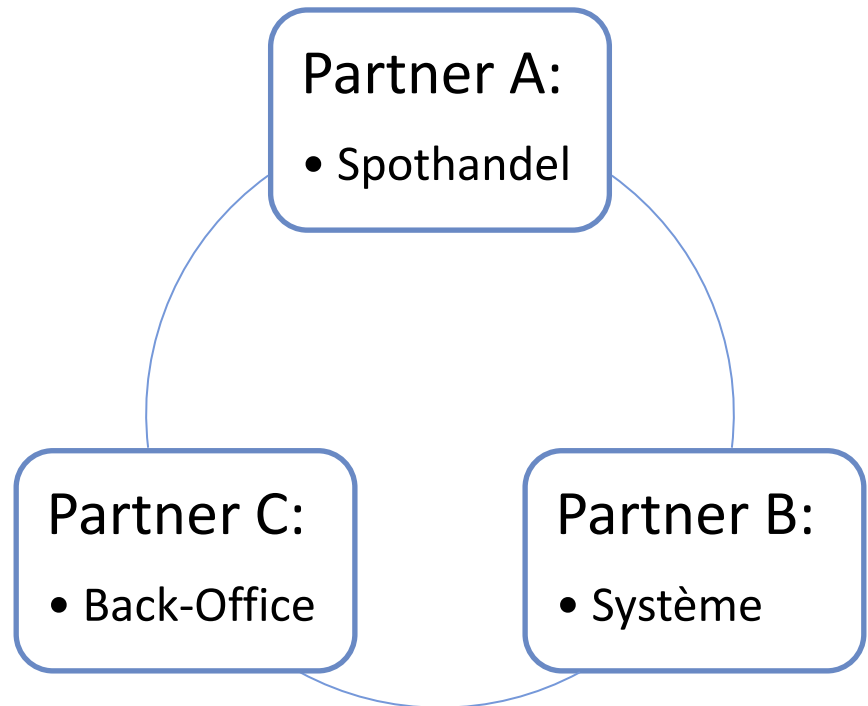 Partner A:
• Spothandel
Partner C:
• Back-Office
Partner B:
• Système